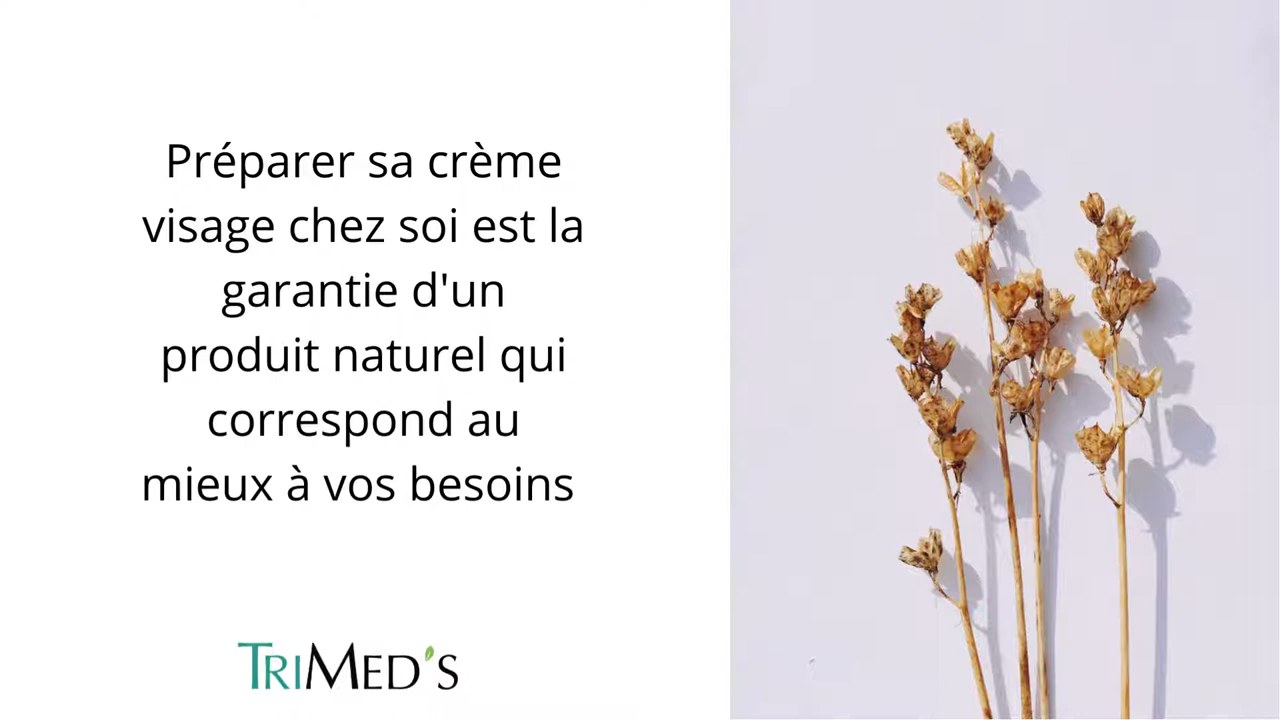 Préparer sa crème
visage chez soi est la
garantie d'un
produit naturel qui
correspond au
mieux à vos besoins
TRIMED'S